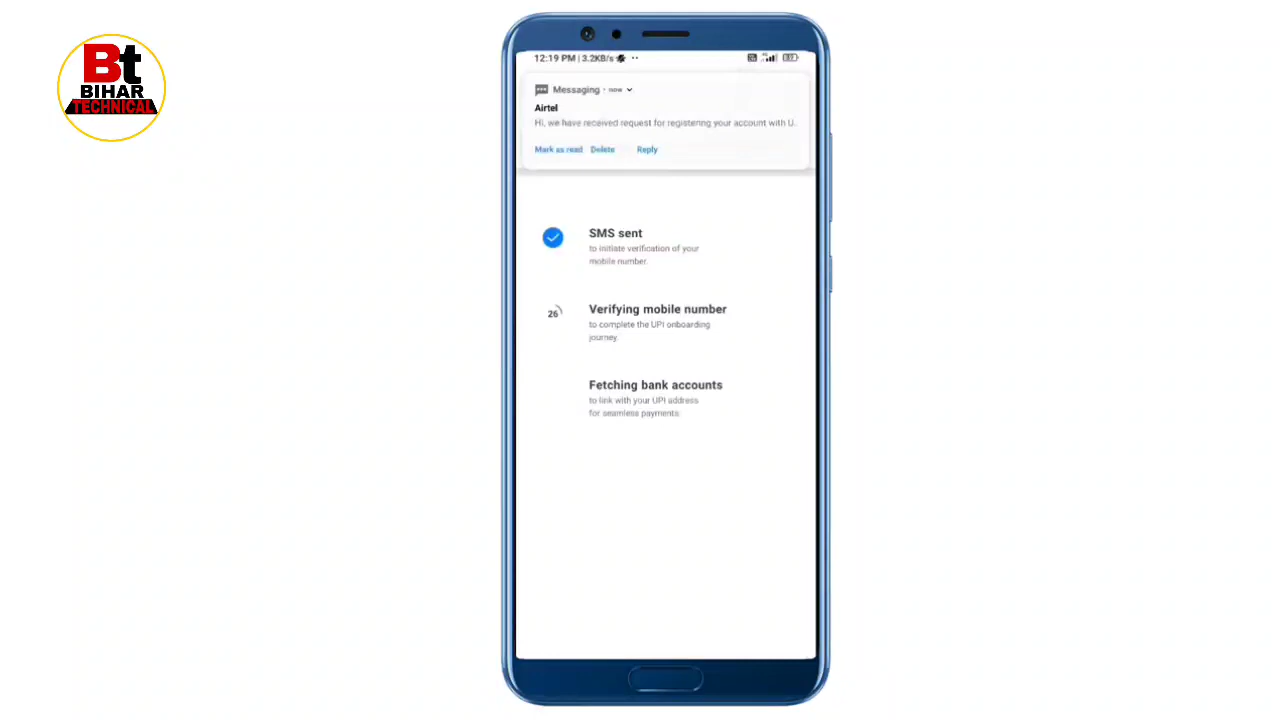 Bt
BIHAR
TECHNICAL
12:19 PM | 3.2KB/s
Messaging • now
Airtel
Hi, we have received request for registering your account with U..
Mark as read Delete Reply
SMS sent
to initiate verification of your
mobile number.
26
Verifying mobile number
to complete the UPI onboarding
journey.
Fetching bank accounts
to link with your UPI address
for seamless payments.